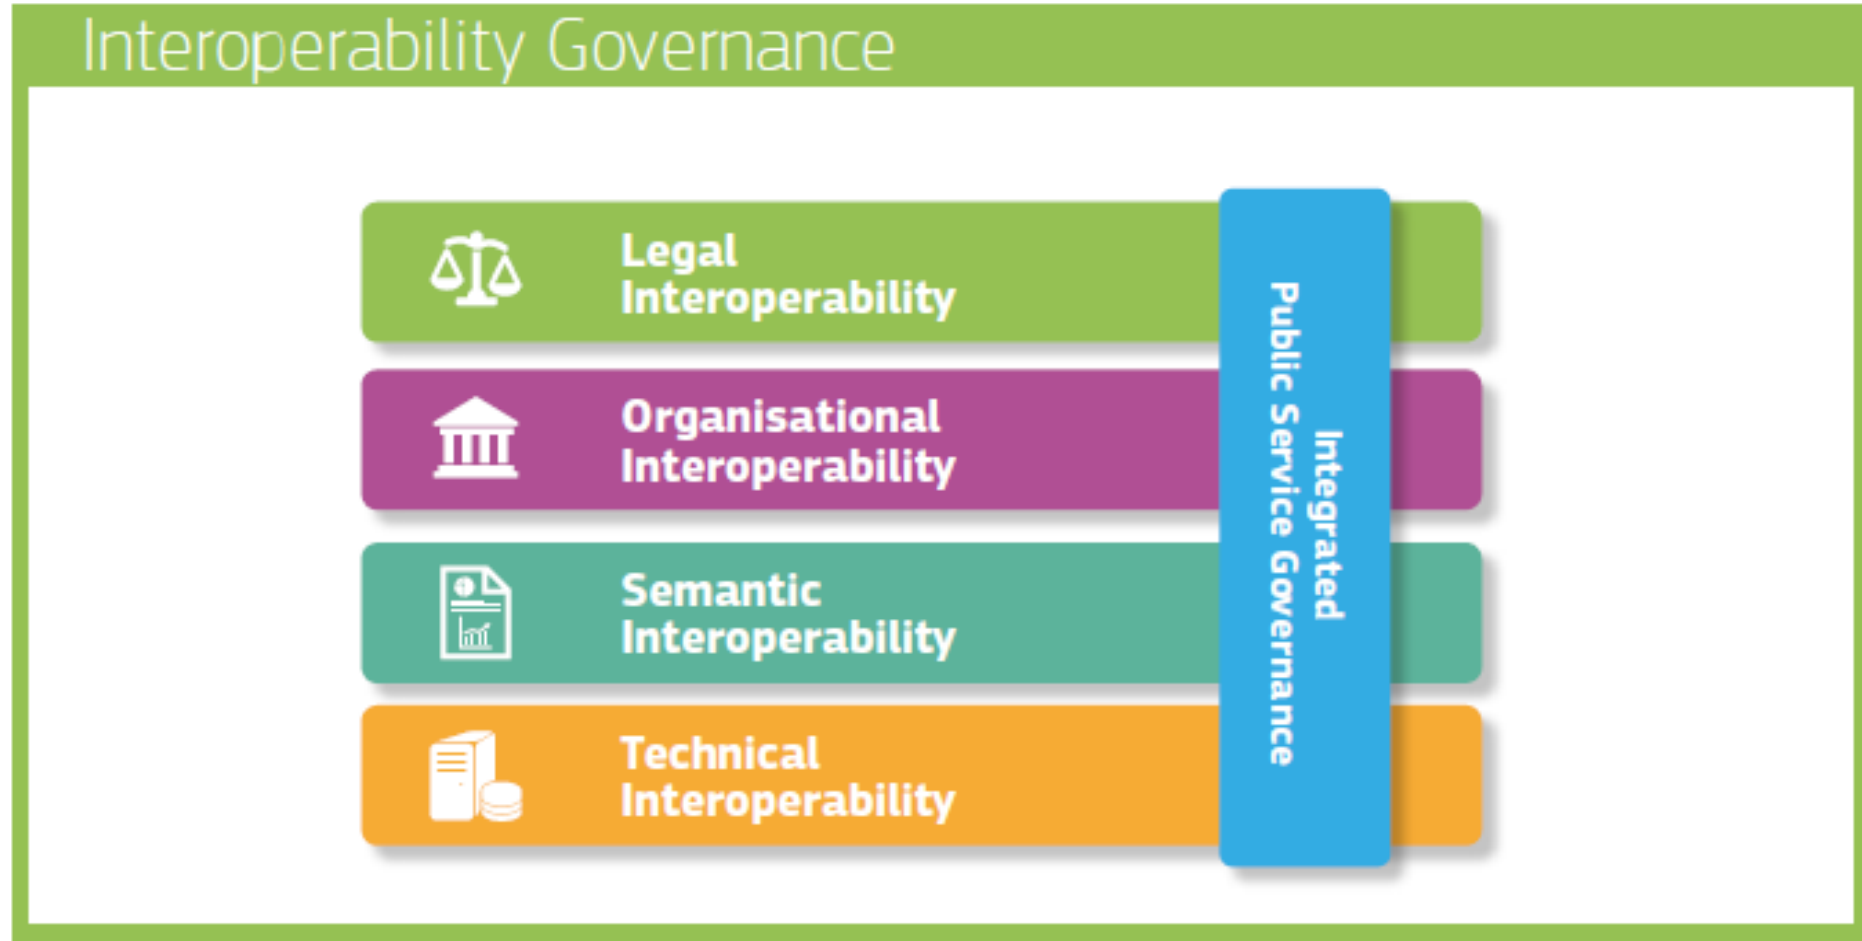 Interoperability Governance
Legal
Interoperability
Organisational
Interoperability
Semantic
Interoperability
Technical
Interoperability
Integrated
Public Service Governance